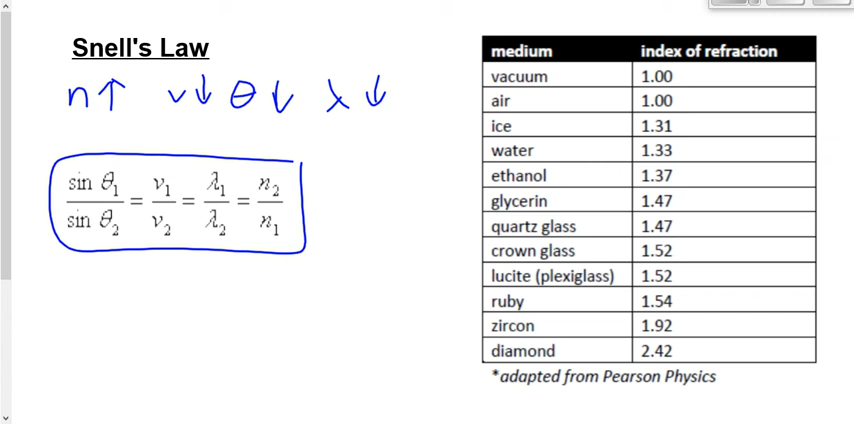 Snell's Law
n↑ v↓ θ↓ λ↓
sin θ₁ / sin θ₂ = v₁ / v₂ = λ₁ / λ₂ = n₂ / n₁
medium index of refraction
vacuum 1.00
air 1.00
ice 1.31
water 1.33
ethanol 1.37
glycerin 1.47
quartz glass 1.47
crown glass 1.52
lucite (plexiglass) 1.52
ruby 1.54
zircon 1.92
diamond 2.42
*adapted from Pearson Physics